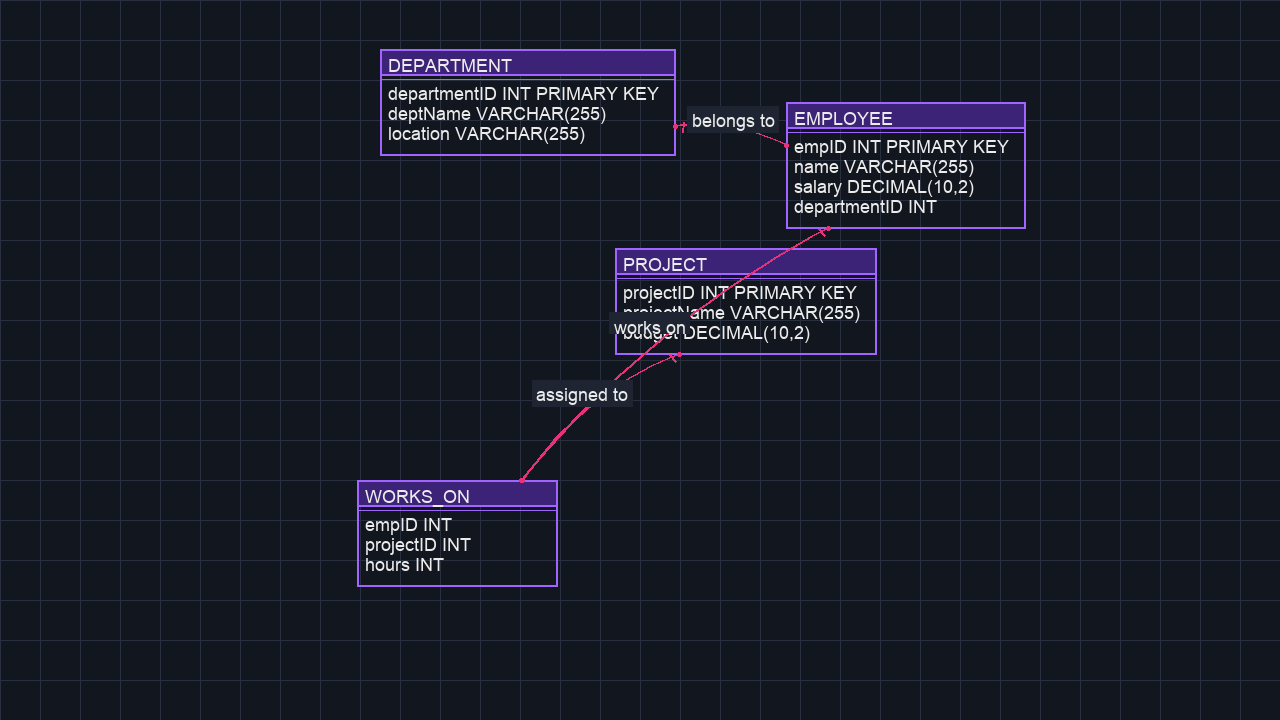 DEPARTMENT
departmentID INT PRIMARY KEY
deptName VARCHAR(255)
location VARCHAR(255)
belongs to
EMPLOYEE
empID INT PRIMARY KEY
name VARCHAR(255)
salary DECIMAL(10,2)
departmentID INT
PROJECT
projectID INT PRIMARY KEY
projectName VARCHAR(255)
works on
budget DECIMAL(10,2)
assigned to
WORKS_ON
empID INT
projectID INT
hours INT